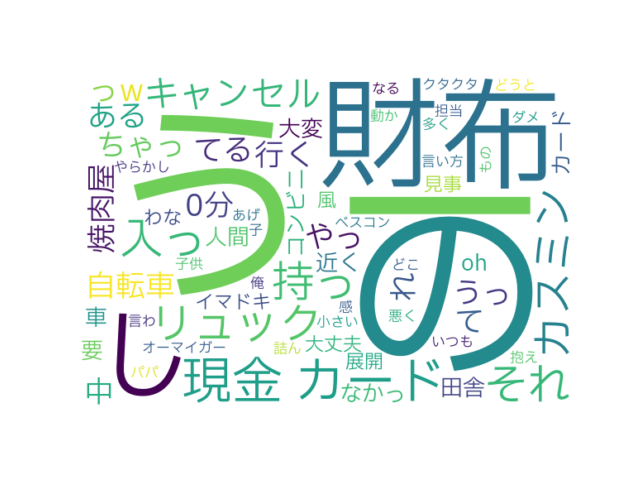 っw キャンセル
ある
ちゃっ
やらかし
焼肉屋
わな
0分
あげ
子
人間
入っ
子供
自転車
イマドキ
俺
車
言わ
リュック
要
オーマイガー
パパ
詰ん
中
し
現金
カード
う
てる
行く
大変
コンビニ
風
やっ
近く
持っ
感
小さい
大丈夫
展開
なかっ
財布
なる
動か
クタクタ
担当
多く
どうと
ダメ
言い方
もの
見事
カード
ベスコン
ー
の
どこ
れ
悪く
oh
うっ
て
いつも
カスミン
抱え
田舎
それ